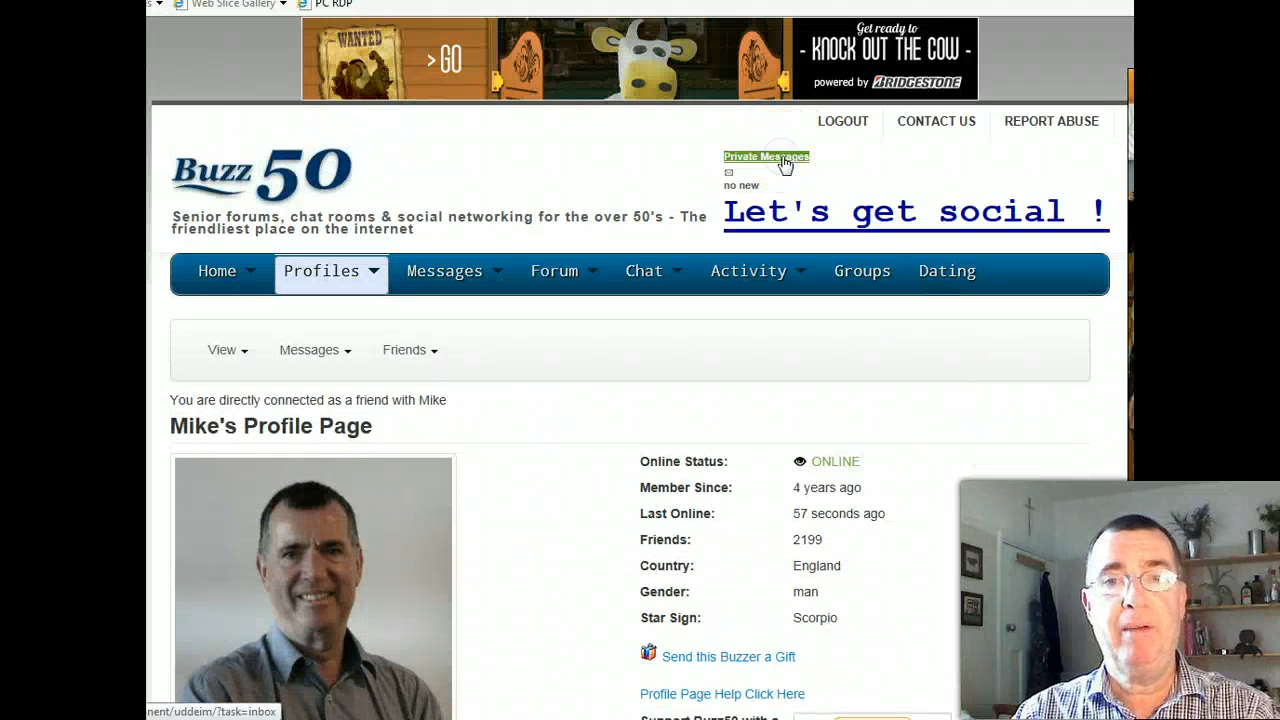 Web Slice Gallery
PC RDP
WANTED
>GO
Get ready to
- KNOCK OUT THE COW -
powered by BRIDGESTONE
LOGOUT
CONTACT US
REPORT ABUSE
Buzz 50
Private Messages
no new
Senior forums, chat rooms & social networking for the over 50's - The
friendliest place on the internet
Let's get social !
Home
Profiles
Messages
Forum
Chat
Activity
Groups
Dating
View
Messages
Friends
You are directly connected as a friend with Mike
Mike's Profile Page
Online Status: ONLINE
Member Since: 4 years ago
Last Online: 57 seconds ago
Friends: 2199
Country: England
Gender: man
Star Sign: Scorpio
Send this Buzzer a Gift
Profile Page Help Click Here
Support Buzz50 with a
nent/uddeim/?task=inbox